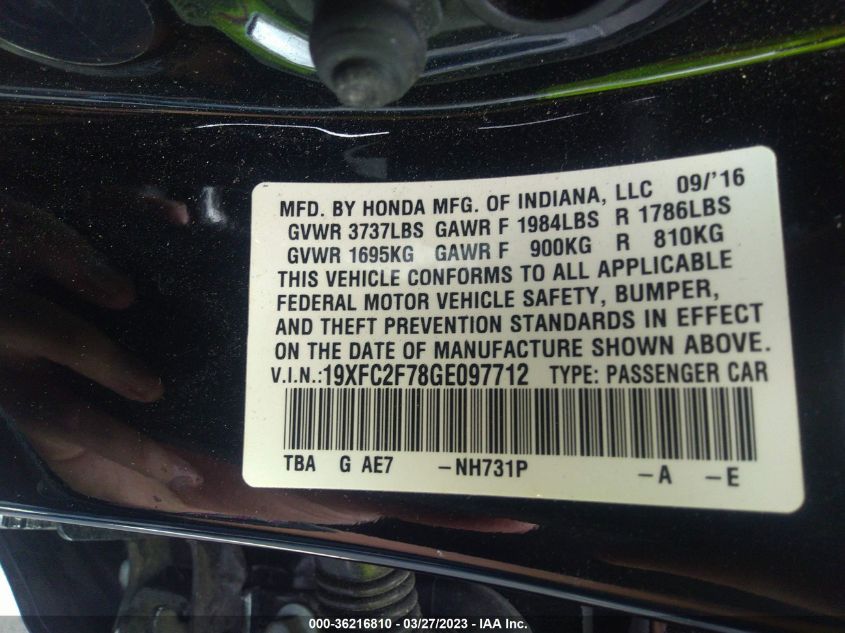 MFD. BY HONDA MFG. OF INDIANA, LLC 09/'16
GVWR 3737LBS GAWR F 1984LBS R 1786LBS
GVWR 1695KG GAWR F 900KG R 810KG
THIS VEHICLE CONFORMS TO ALL APPLICABLE
FEDERAL MOTOR VEHICLE SAFETY, BUMPER,
AND THEFT PREVENTION STANDARDS IN EFFECT
ON THE DATE OF MANUFACTURE SHOWN ABOVE.
V.I.N.:19XFC2F78GE097712 TYPE: PASSENGER CAR
TBA G AE7 -NH731P -A -E
000-36216810 / 03/27/2023 / IAA Inc.